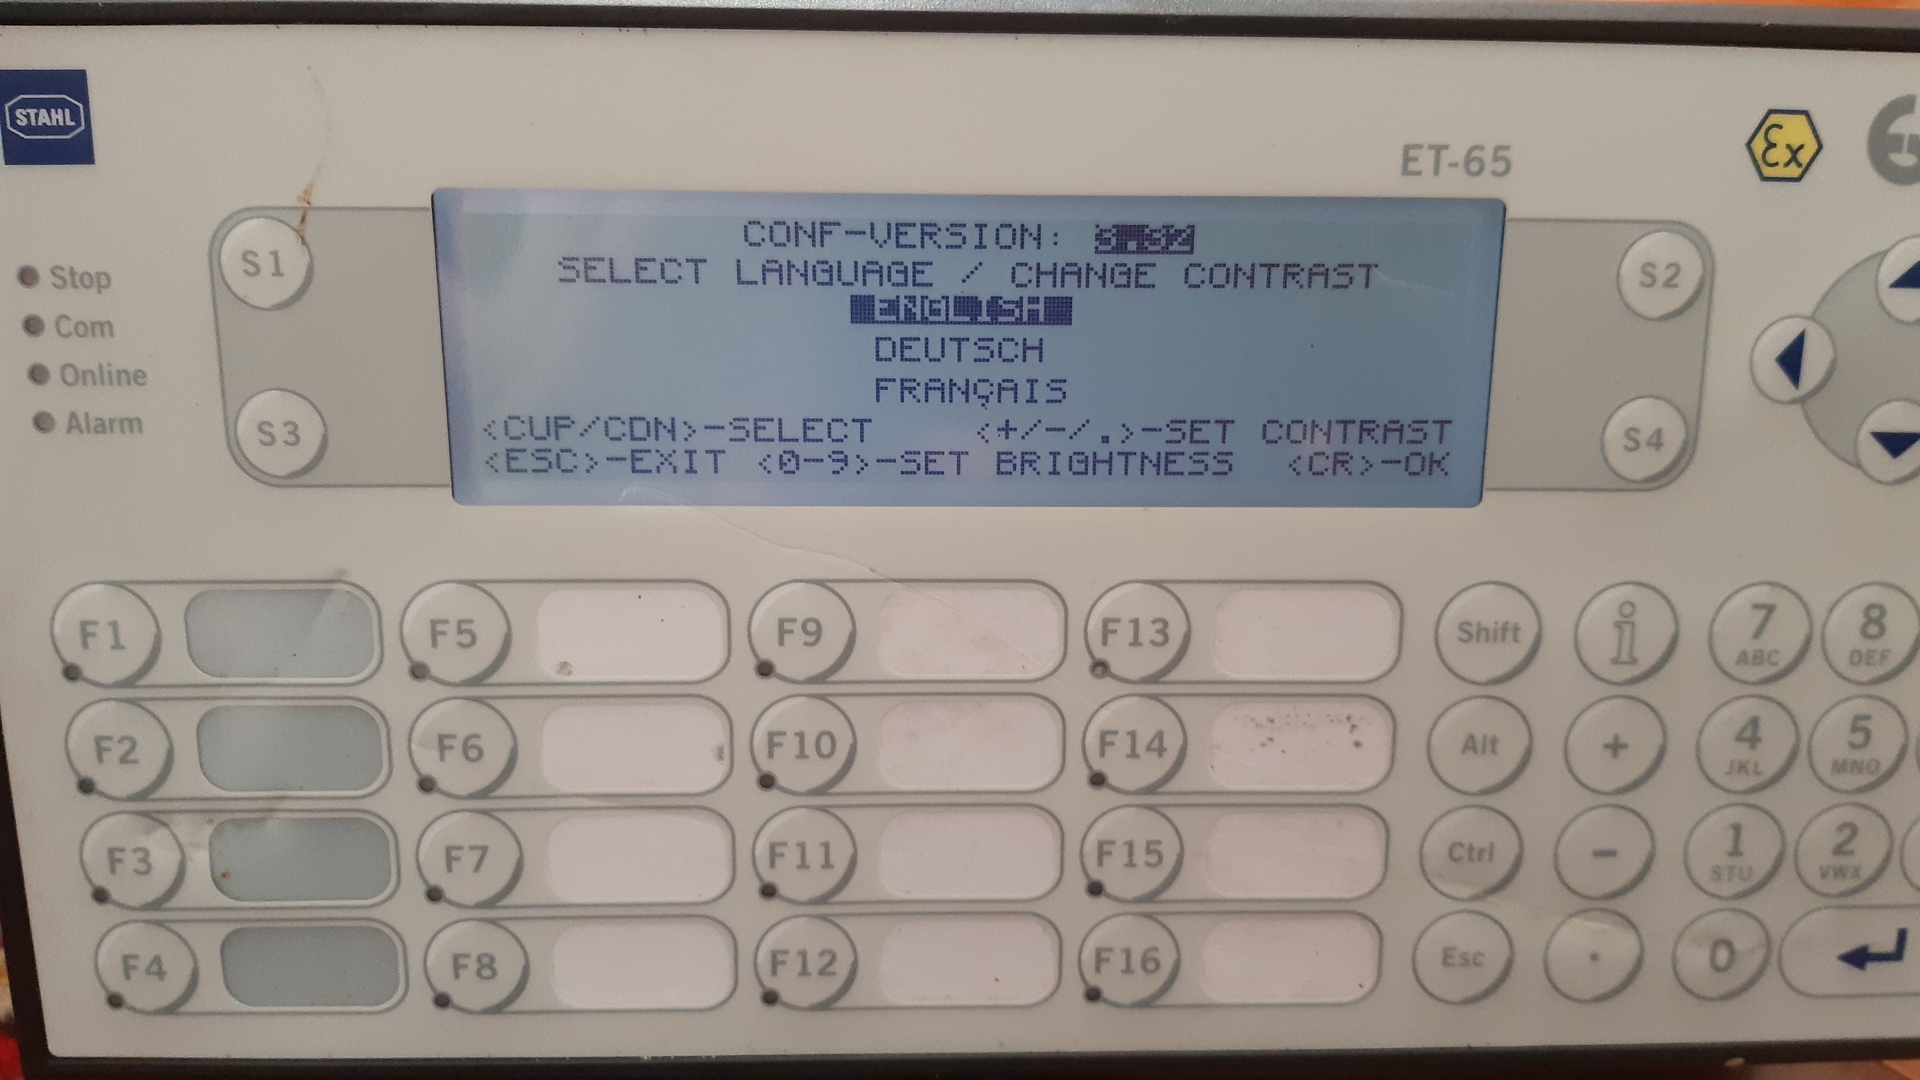 STAHL
ET-65
Ex
CONF-VERSION: 3.32
SELECT LANGUAGE / CHANGE CONTRAST
ENGLISH
DEUTSCH
FRANÇAIS
<CUP/CDN>-SELECT <+/-/.>-SET CONTRAST
<ESC>-EXIT <0-9>-SET BRIGHTNESS <CR>-OK
S1
S2
S3
S4
Stop
Com
Online
Alarm
F1 F5 F9 F13 Shift i 7 8
ABC DEF
F2 F6 F10 F14 Alt + 4 5
JKL MNO
F3 F7 F11 F15 Ctrl - 1 2
STU VWX
F4 F8 F12 F16 Esc . 0